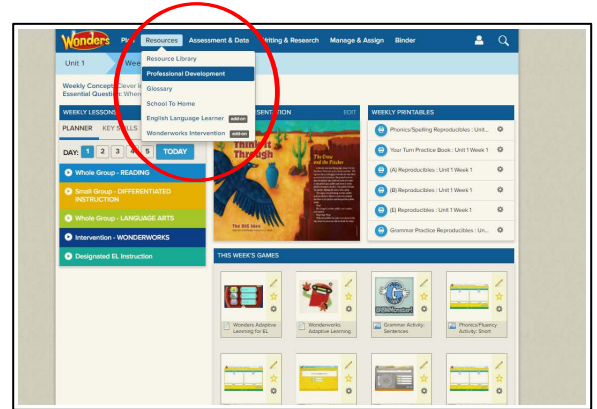 Wonders Plan Resources Assessment & Data Writing & Research Manage & Assign Binder
Resource Library
Professional Development
Glossary
School To Home
English Language Learner add-on
Wonderworks Intervention add-on
Unit 1
Weekly Concept: Clever
Essential Question:
WEEKLY LESSONS
PLANNER KEY SKILLS
DAY: 1 2 3 4 5 TODAY
Whole Group - READING
Small Group - DIFFERENTIATED
INSTRUCTION
Whole Group - LANGUAGE ARTS
Intervention - WONDERWORKS
Designated EL Instruction
EDIT
Think It
Through
The Crow
and the Pitcher
The BIG Idea
WEEKLY PRINTABLES
Phonics/Spelling Reproducibles : Unit...
Your Turn Practice Book : Unit 1 Week 1
(A) Reproducibles : Unit 1 Week 1
(B) Reproducibles : Unit 1 Week 1
(E) Reproducibles : Unit 1 Week 1
Grammar Practice Reproducibles : Un...
THIS WEEK'S GAMES
Wonders Adaptive
Learning for EL
Wonderworks
Adaptive Learning
Grammar Activity:
Sentences
Phonics/Fluency
Activity: Short